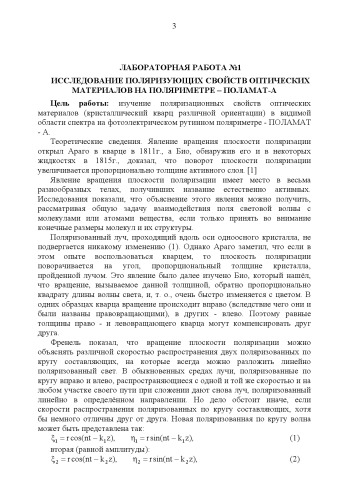 3
ЛАБОРАТОРНАЯ РАБОТА №1
ИССЛЕДОВАНИЕ ПОЛЯРИЗУЮЩИХ СВОЙСТВ ОПТИЧЕСКИХ
МАТЕРИАЛОВ НА ПОЛЯРИМЕТРЕ – ПОЛАМАТ-А
Цель работы: изучение поляризационных свойств оптических
материалов (кристаллический кварц различной ориентации) в видимой
области спектра на фотоэлектрическом рутинном поляриметре - ПОЛАМАТ
- А.
Теоретические сведения. Явление вращения плоскости поляризации
открыл Араго в кварце в 1811г., а Био, обнаружив его и в некоторых
жидкостях в 1815г., доказал, что поворот плоскости поляризации
увеличивается пропорционально толщине активного слоя. [1]
Явление вращения плоскости поляризации имеет место в весьма
разнообразных телах, получивших название естественно активных.
Исследования показали, что объяснение этого явления можно получить,
рассматривая общую задачу взаимодействия поля световой волны с
молекулами или атомами вещества, если только принять во внимание
конечные размеры молекул и их структуры.
Поляризованный луч, проходящий вдоль оси одноосного кристалла, не
подвергается никакому изменению (1). Однако Араго заметил, что если в
этом опыте воспользоваться кварцем, то плоскость поляризации
поворачивается на угол, пропорциональный толщине кристалла,
пройденной лучом. Это явление было далее изучено Био, который нашёл,
что вращение, вызываемое данной толщиной, обратно пропорционально
квадрату длины волны света, и, т. о., очень быстро изменяется с цветом. В
одних образцах кварца вращение происходит вправо (вследствие чего они и
были названы правовращающими), в других - влево. Поэтому равные
толщины право - и левовращающего кварца могут компенсировать друг
друга.
Френель показал, что вращение плоскости поляризации можно
объяснять различной скоростью распространения двух поляризованных по
кругу составляющих, на которые всегда можно разложить линейно
поляризованный свет. В обыкновенных средах лучи, поляризованные по
кругу вправо и влево, распространяющиеся с одной и той же скоростью и на
любом участке своего пути при сложении дают снова луч, поляризованный
линейно в определённом направлении. Но дело обстоит иначе, если
скорости распространения поляризованных по кругу составляющих, хотя
бы немного отличны друг от друга. Новая поляризованная по кругу волна
может быть представлена так:
ξ₁ = r cos(nt − k₁z), η₁ = r sin(nt − k₁z), (1)
вторая (равной амплитуды):
ξ₂ = r cos(nt − k₂z), η₂ = r sin(nt − k₂z), (2)